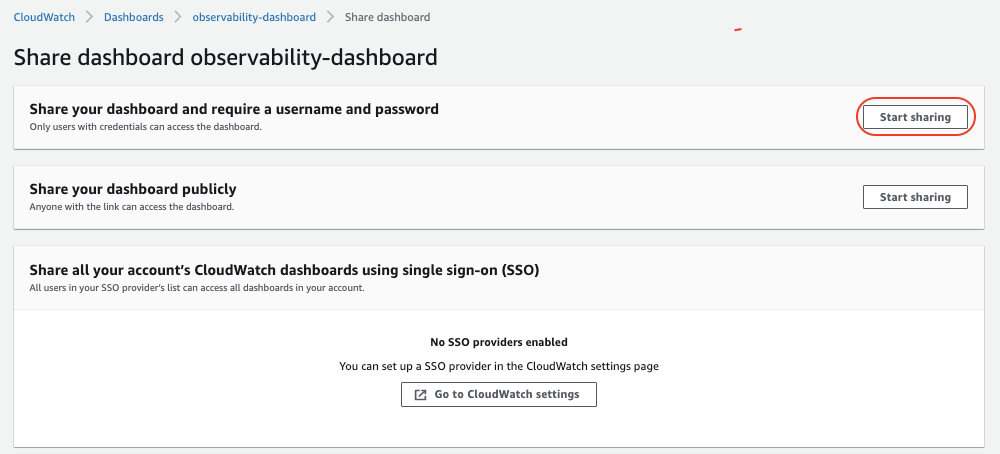 CloudWatch > Dashboards > observability-dashboard > Share dashboard
Share dashboard observability-dashboard
Share your dashboard and require a username and password
Only users with credentials can access the dashboard.
Start sharing
Share your dashboard publicly
Anyone with the link can access the dashboard.
Start sharing
Share all your account’s CloudWatch dashboards using single sign-on (SSO)
All users in your SSO provider’s list can access all dashboards in your account.
No SSO providers enabled
You can set up a SSO provider in the CloudWatch settings page
Go to CloudWatch settings